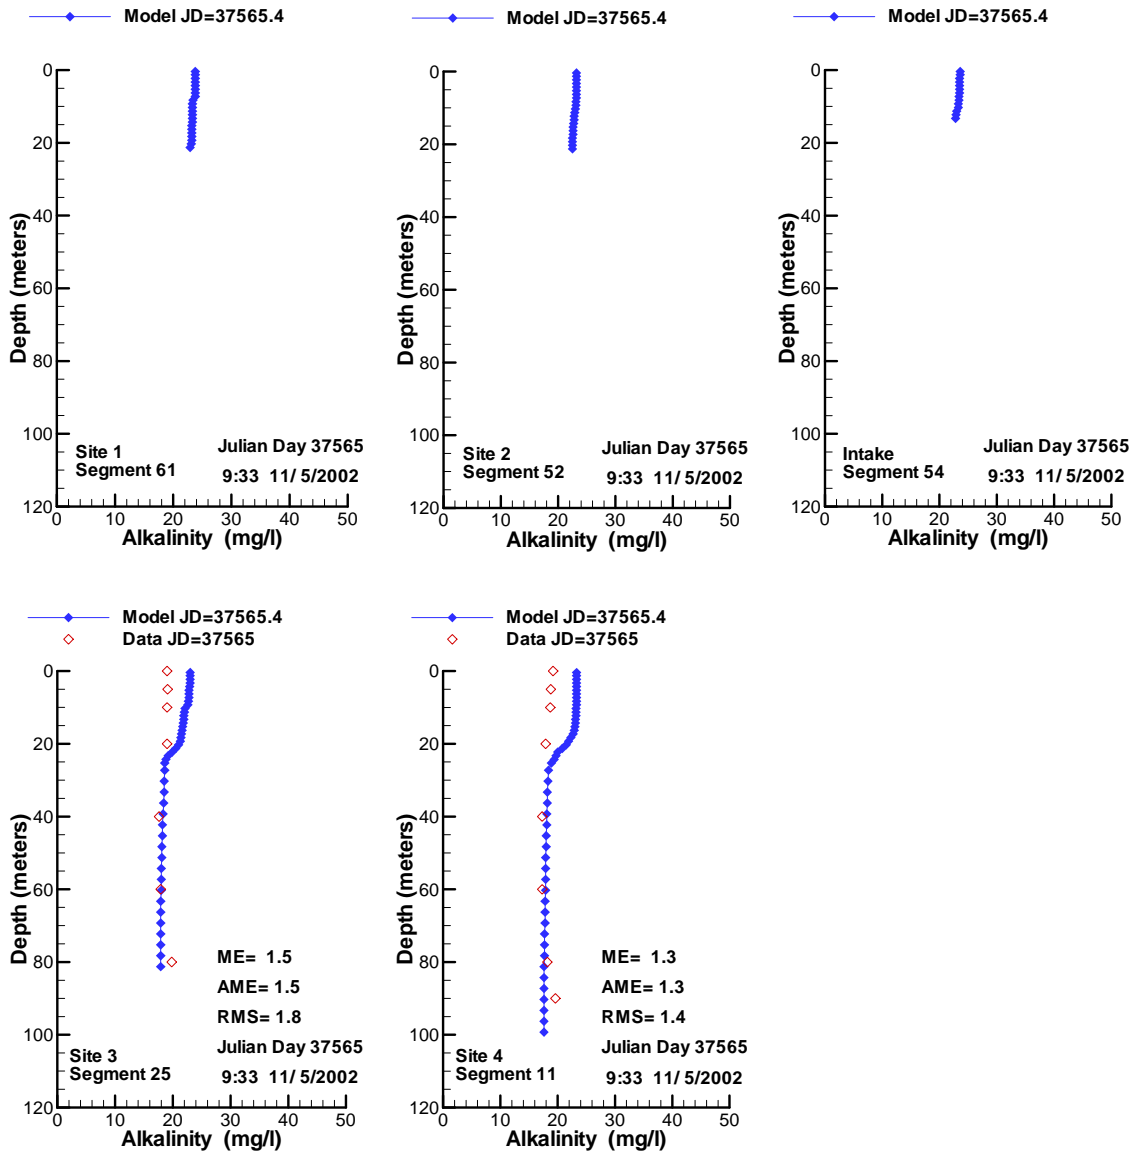 Model JD=37565.4
0
20
40
60
80
100
120
Depth (meters)
Site 1
Segment 61
Julian Day 37565
9:33 11/ 5/2002
0 10 20 30 40 50
Alkalinity (mg/l)
Model JD=37565.4
0
20
40
60
80
100
120
Depth (meters)
Site 2
Segment 52
Julian Day 37565
9:33 11/ 5/2002
0 10 20 30 40 50
Alkalinity (mg/l)
Model JD=37565.4
0
20
40
60
80
100
120
Depth (meters)
Intake
Segment 54
Julian Day 37565
9:33 11/ 5/2002
0 10 20 30 40 50
Alkalinity (mg/l)
Model JD=37565.4
Data JD=37565
0
20
40
60
80
100
120
Depth (meters)
ME= 1.5
AME= 1.5
RMS= 1.8
Site 3
Segment 25
Julian Day 37565
9:33 11/ 5/2002
0 10 20 30 40 50
Alkalinity (mg/l)
Model JD=37565.4
Data JD=37565
0
20
40
60
80
100
120
Depth (meters)
ME= 1.3
AME= 1.3
RMS= 1.4
Site 4
Segment 11
Julian Day 37565
9:33 11/ 5/2002
0 10 20 30 40 50
Alkalinity (mg/l)